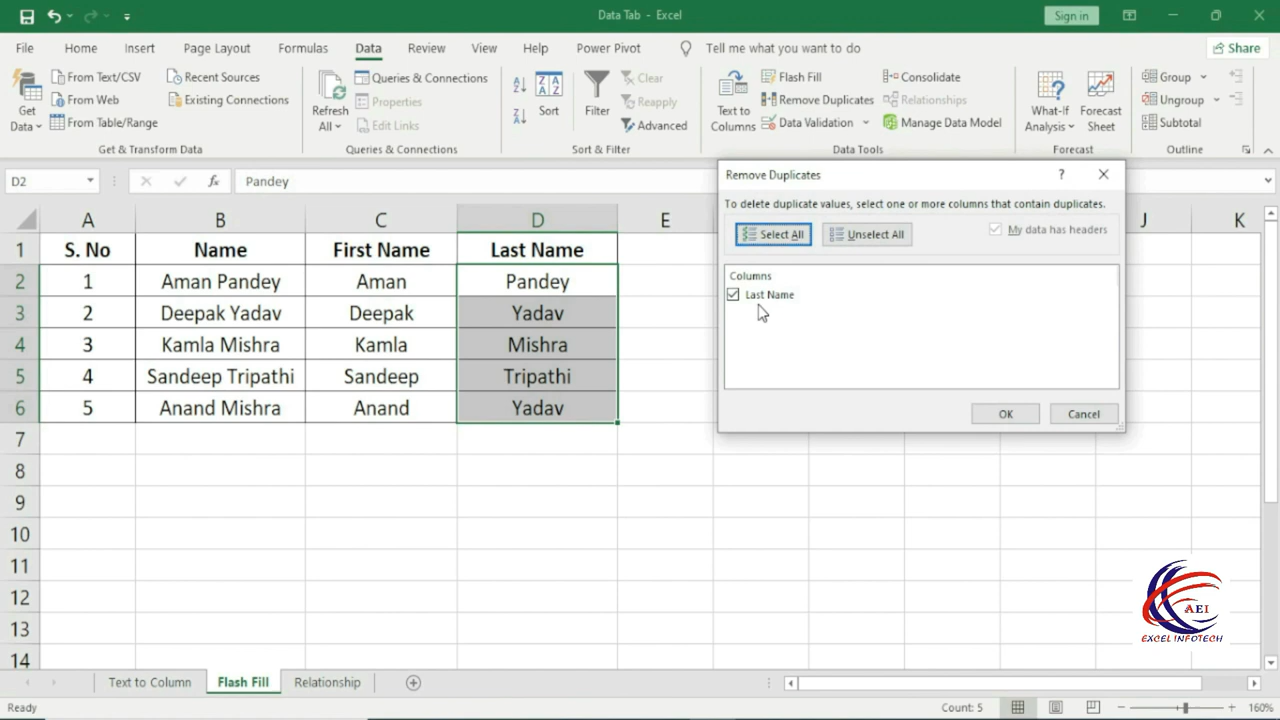 Data Tab - Excel
Sign in
File Home Insert Page Layout Formulas Data Review View Help Power Pivot Tell me what you want to do Share
Get Data
From Text/CSV
From Web
From Table/Range
Recent Sources
Existing Connections
Get & Transform Data
Refresh All
Queries & Connections
Properties
Edit Links
Queries & Connections
Sort
Filter
Clear
Reapply
Advanced
Sort & Filter
Text to Columns
Flash Fill
Remove Duplicates
Data Validation
Consolidate
Relationships
Manage Data Model
Data Tools
What-If Analysis
Forecast Sheet
Forecast
Group
Ungroup
Subtotal
Outline
D2 fx Pandey
A B C D E J K
1 S. No Name First Name Last Name
2 1 Aman Pandey Aman Pandey
3 2 Deepak Yadav Deepak Yadav
4 3 Kamla Mishra Kamla Mishra
5 4 Sandeep Tripathi Sandeep Tripathi
6 5 Anand Mishra Anand Yadav
7
8
9
10
11
12
13
14
Remove Duplicates ?
To delete duplicate values, select one or more columns that contain duplicates.
Select All Unselect All My data has headers
Columns
Last Name
OK Cancel
AEI
EXCEL INFOTECH
Text to Column Flash Fill Relationship
Ready Count: 5 160%